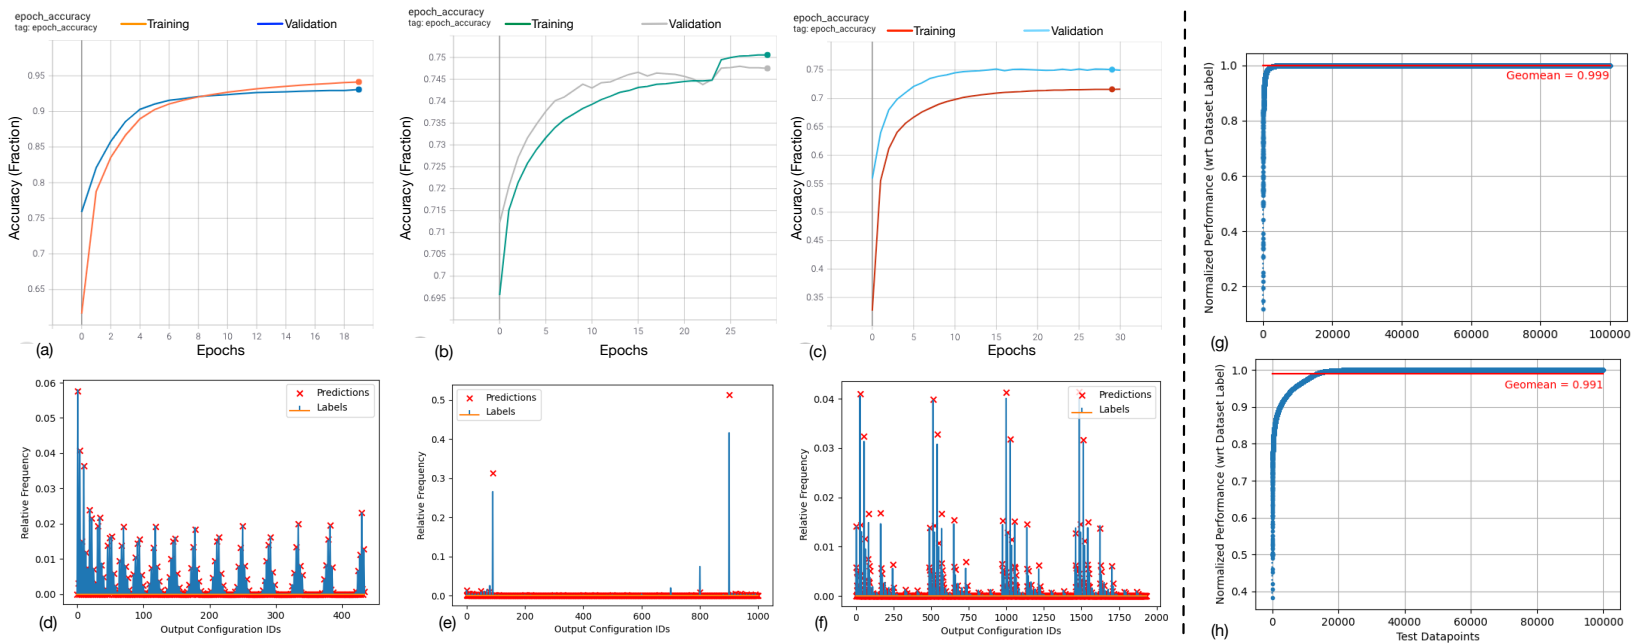 epoch_accuracy
tag: epoch_accuracy
Training
Validation
Accuracy (Fraction)
0.95
0.9
0.85
0.8
0.75
0.7
0.65
0 2 4 6 8 10 12 14 16 18
(a)
Epochs
epoch_accuracy
tag: epoch_accuracy
Training
Validation
Accuracy (Fraction)
0.75
0.745
0.74
0.735
0.73
0.725
0.72
0.715
0.71
0.705
0.7
0.695
0 5 10 15 20 25
(b)
Epochs
epoch_accuracy
tag: epoch_accuracy
Training
Validation
Accuracy (Fraction)
0.75
0.7
0.65
0.6
0.55
0.5
0.45
0.4
0.35
0 5 10 15 20 25 30
(c)
Epochs
Normalized Performance (wrt Dataset Label)
1.0
0.8
0.6
0.4
0.2
Geomean = 0.999
0 20000 40000 60000 80000 100000
(g)
Relative Frequency
0.06
0.05
0.04
0.03
0.02
0.01
0.00
Predictions
Labels
0 100 200 300 400
(d)
Output Configuration IDs
Relative Frequency
0.5
0.4
0.3
0.2
0.1
0.0
Predictions
Labels
0 200 400 600 800 1000
(e)
Output Configuration IDs
Relative Frequency
0.04
0.03
0.02
0.01
0.00
Predictions
Labels
0 250 500 750 1000 1250 1500 1750 2000
(f)
Output Configuration IDs
Normalized Performance (wrt Dataset Label)
1.0
0.9
0.8
0.7
0.6
0.5
0.4
Geomean = 0.991
0 20000 40000 60000 80000 100000
(h)
Test Datapoints